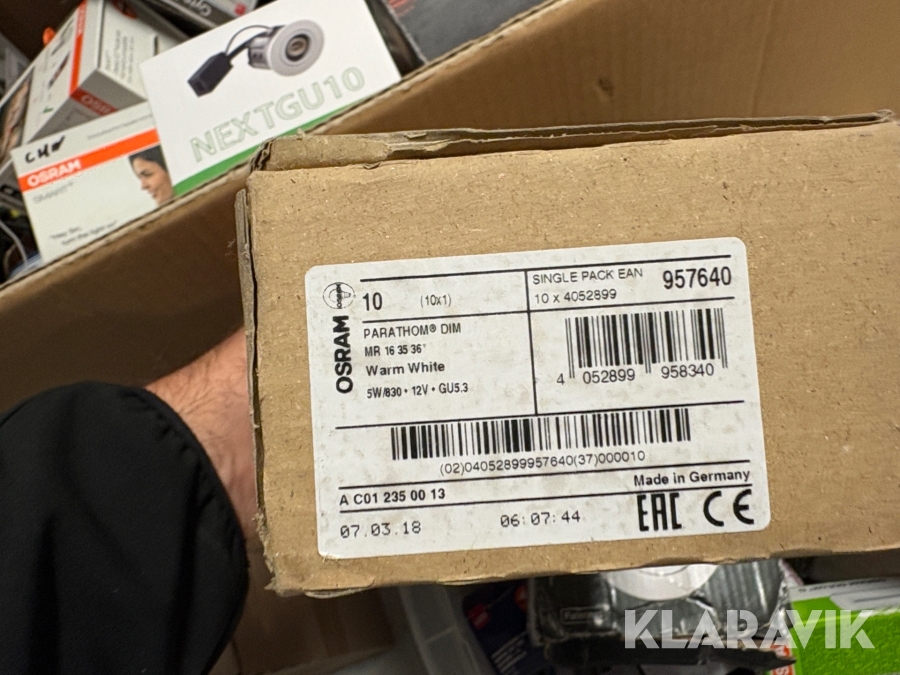 NEXTGU10
OSRAM
OSRAM
OSRAM
10 (10x1)
SINGLE PACK EAN 957640
10 x 4052899
PARATHOM® DIM
MR 16 35 36°
Warm White
5W/830 • 12V • GU5.3
4 052899 958340
(02)04052899957640(37)000010
Made in Germany
A C01 235 00 13
07.03.18 06:07:44
EAC CE
KLARAVIK